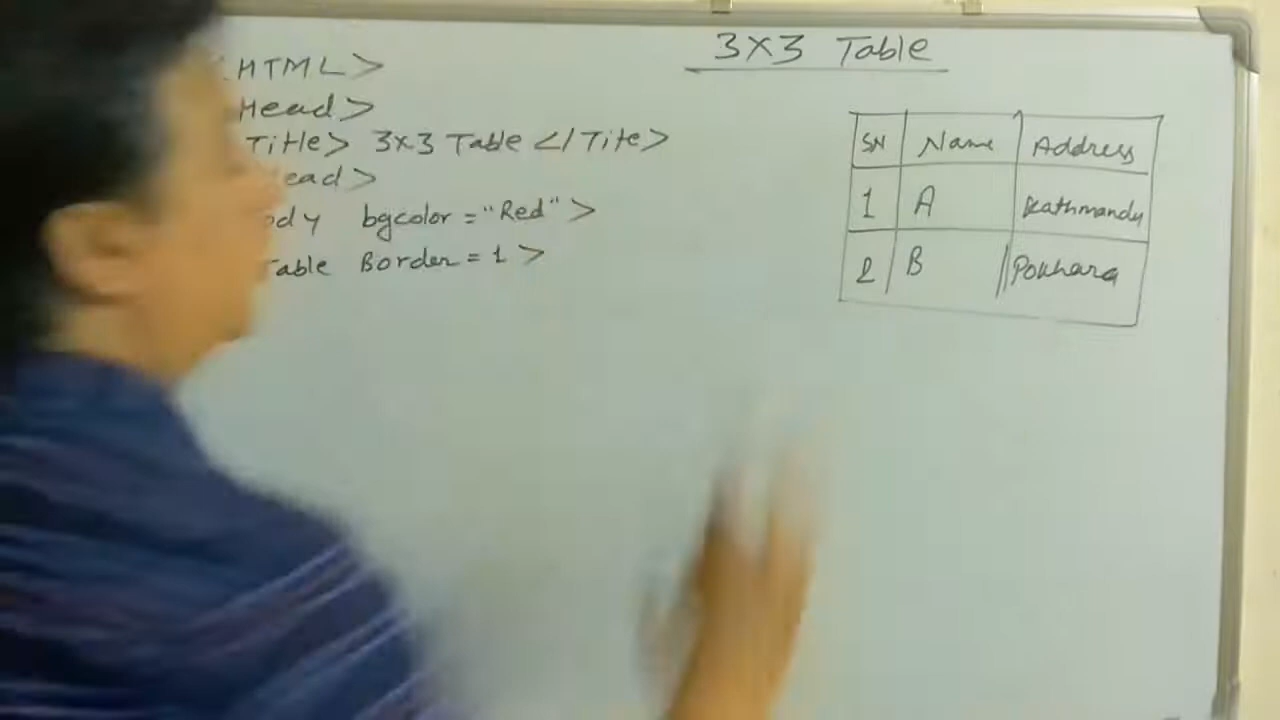 3x3 Table
HTML>
Head>
Title> 3x3 Table </Tite>
ead>
ody bgcolor="Red">
Table Border=1>
SN Name Address
1 A Kathmandu
2 B Pokhara